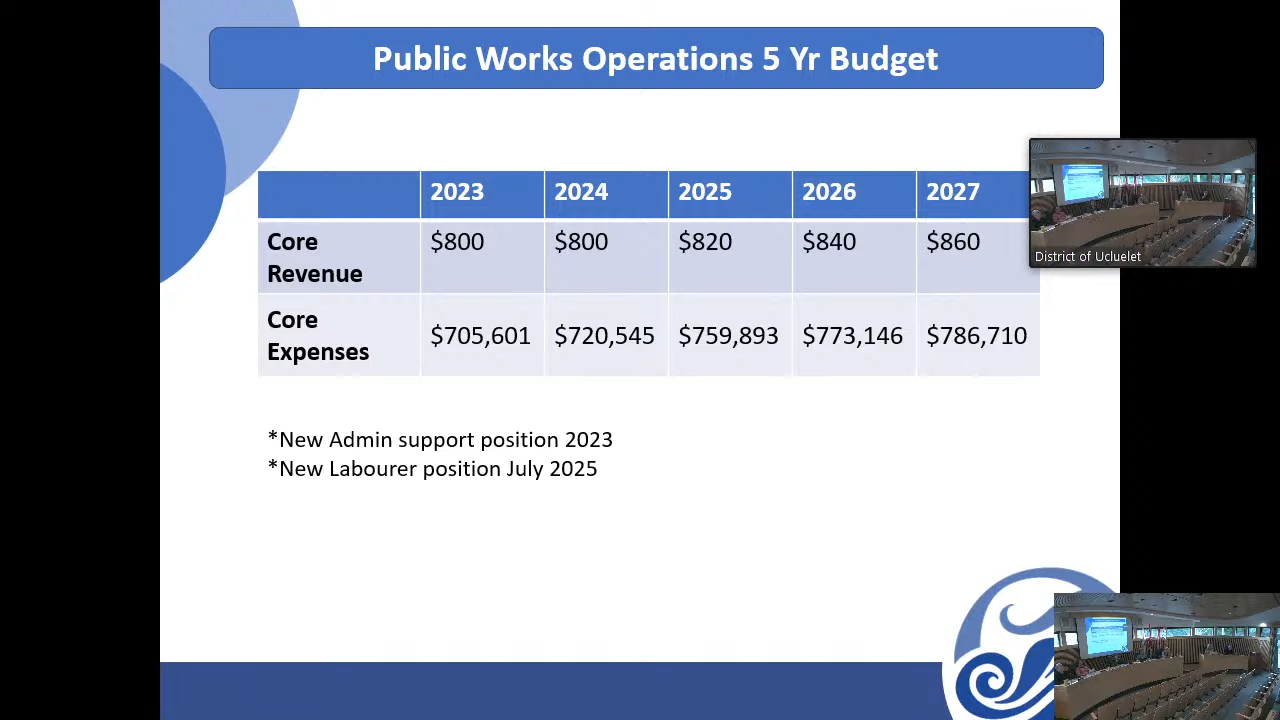 Public Works Operations 5 Yr Budget
2023 2024 2025 2026 2027
Core Revenue $800 $800 $820 $840 $860
Core Expenses $705,601 $720,545 $759,893 $773,146 $786,710
*New Admin support position 2023
*New Labourer position July 2025
District of Ucluelet